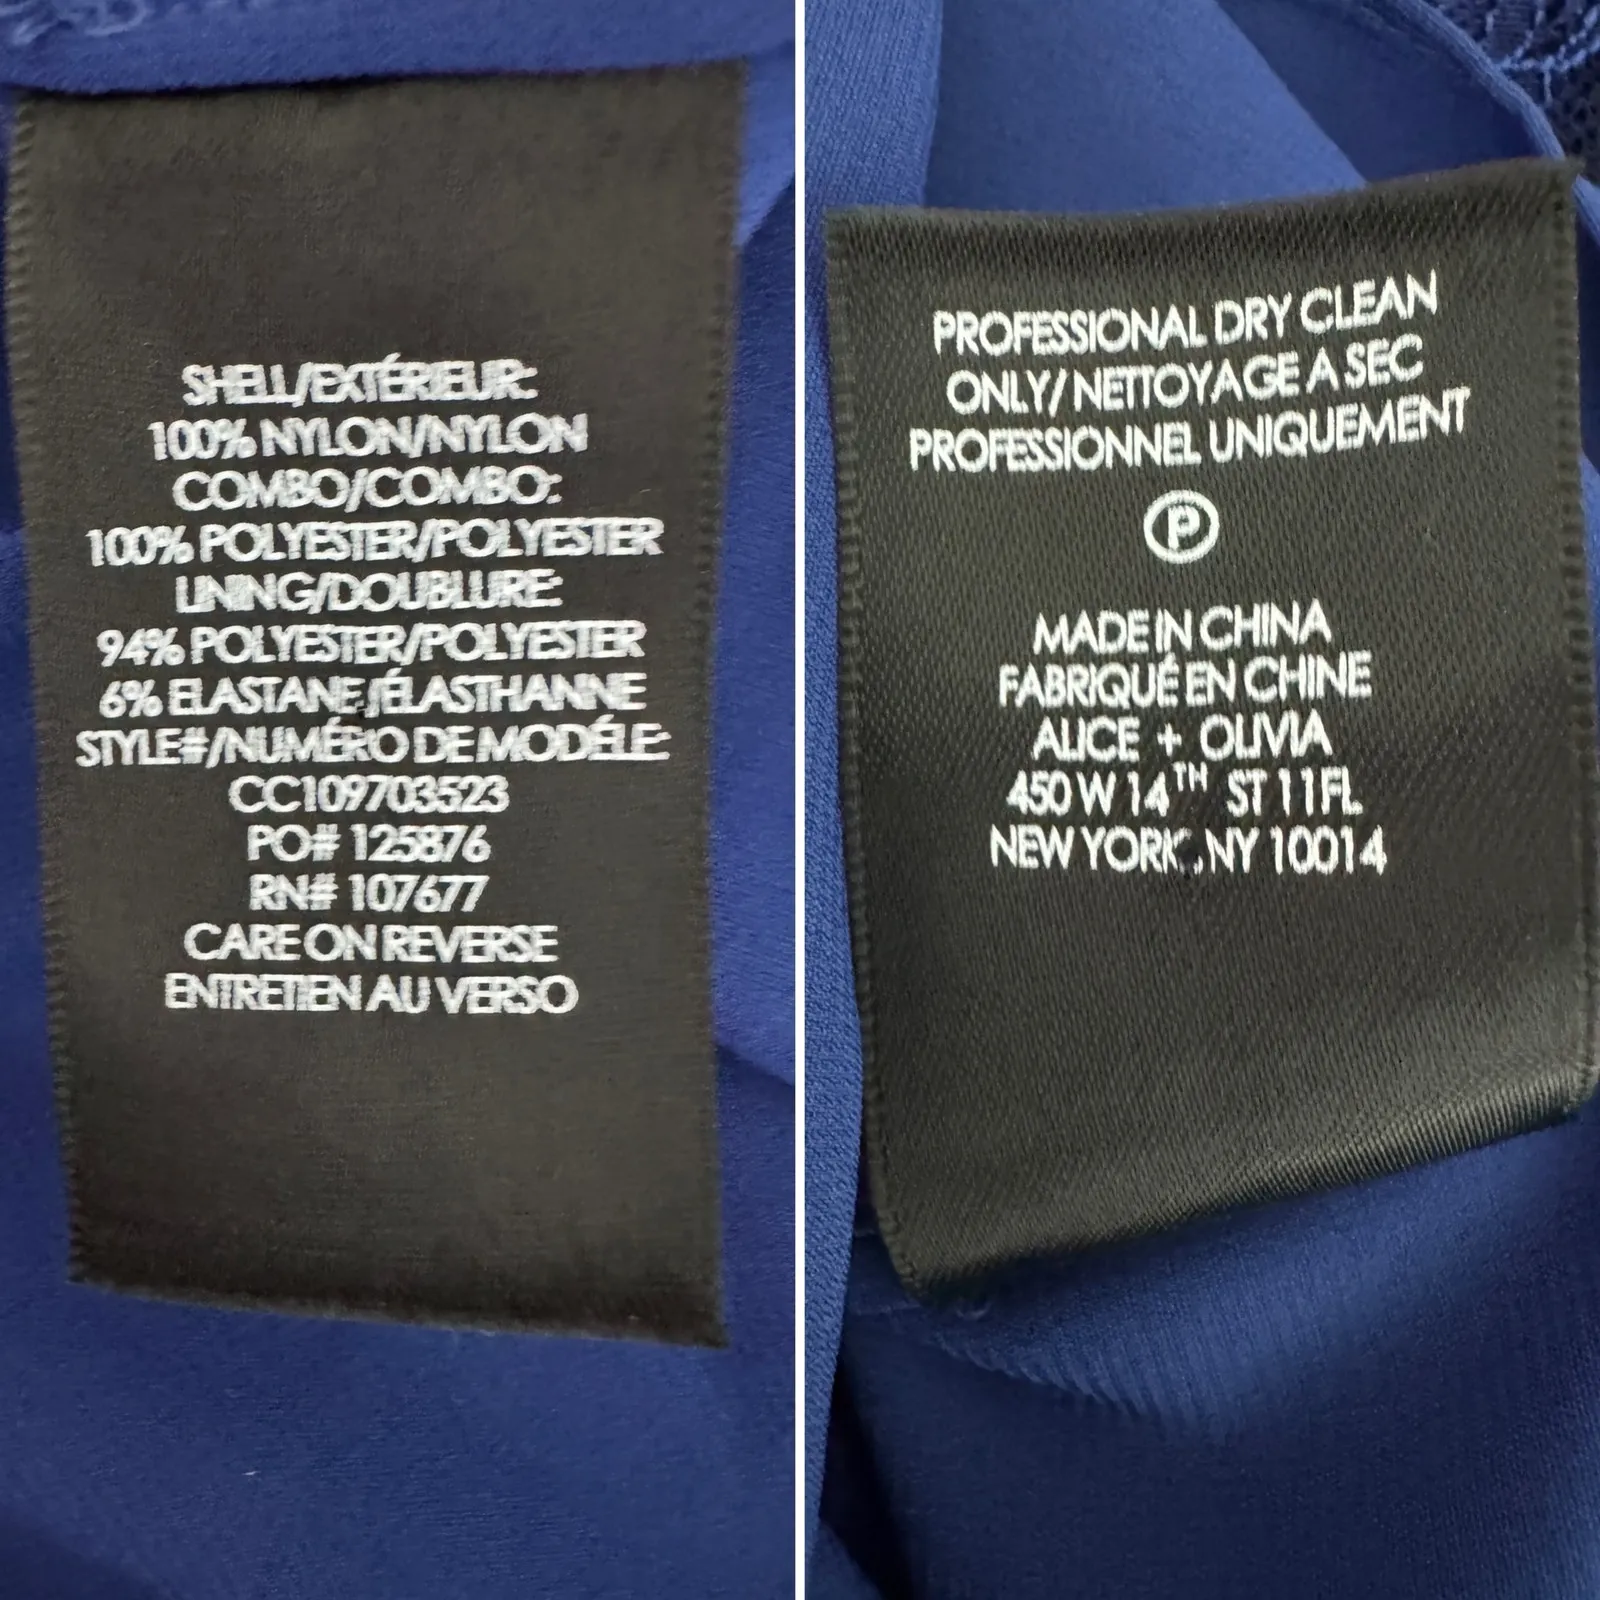 SHELL/EXTÉRIEUR:
100% NYLON/NYLON
COMBO/COMBO:
100% POLYESTER/POLYESTER
LINING/DOUBLURE:
94% POLYESTER/POLYESTER
6% ELASTANE/ÉLASTHANNE
STYLE#/NUMÉRO DE MODÉLE:
CC109703523
PO# 125876
RN# 107677
CARE ON REVERSE
ENTRETIEN AU VERSO
PROFESSIONAL DRY CLEAN
ONLY/ NETTOYAGE A SEC
PROFESSIONNEL UNIQUEMENT
P
MADE IN CHINA
FABRIQUÉ EN CHINE
ALICE + OLIVIA
450 W 14TH ST 11FL
NEW YORK, NY 10014